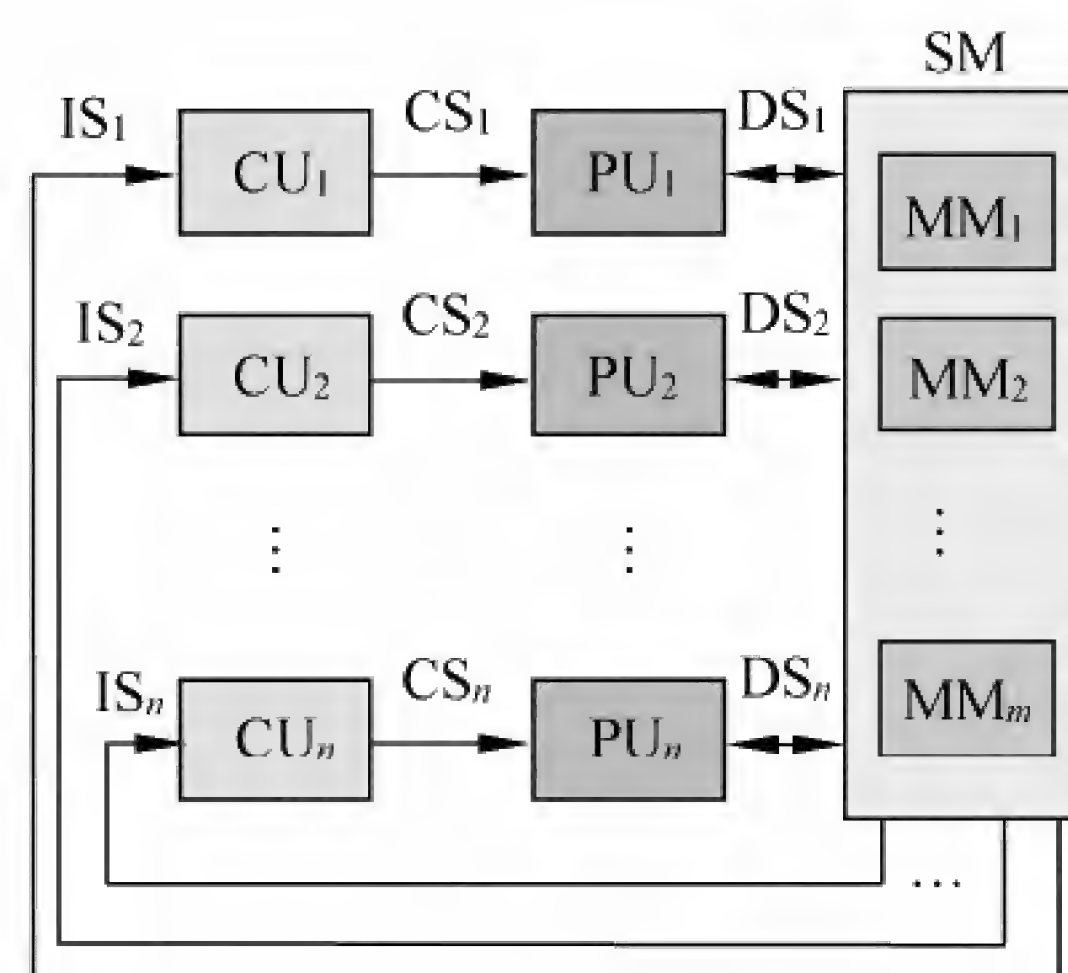 SM
IS₁ CS₁ DS₁
CU₁ PU₁
MM₁
IS₂ CS₂ DS₂
CU₂ PU₂ MM₂
⋮ ⋮ ⋮
ISₙ CSₙ DSₙ
CUₙ PUₙ MMₘ
…